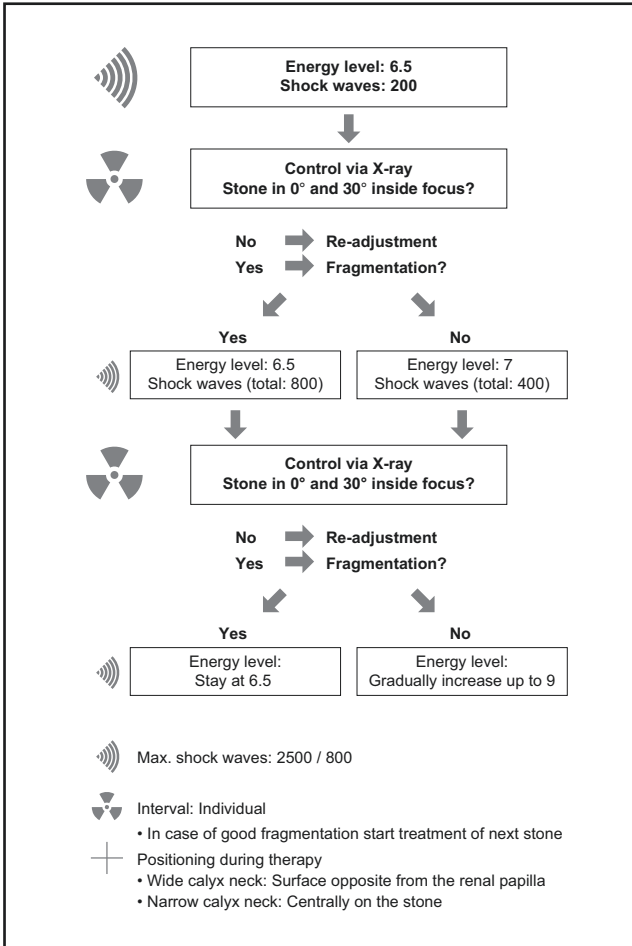 Energy level: 6.5
Shock waves: 200
Control via X-ray
Stone in 0° and 30° inside focus?
No Re-adjustment
Yes Fragmentation?
Yes No
Energy level: 6.5 Energy level: 7
Shock waves (total: 800) Shock waves (total: 400)
Control via X-ray
Stone in 0° and 30° inside focus?
No Re-adjustment
Yes Fragmentation?
Yes No
Energy level: Energy level:
Stay at 6.5 Gradually increase up to 9
Max. shock waves: 2500 / 800
Interval: Individual
• In case of good fragmentation start treatment of next stone
Positioning during therapy
• Wide calyx neck: Surface opposite from the renal papilla
• Narrow calyx neck: Centrally on the stone